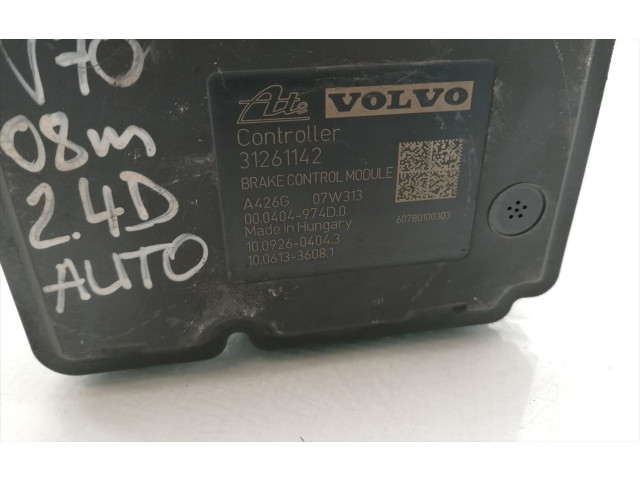 V70
08m
2.4D
AUTO
Ate VOLVO
Controller
31261142
BRAKE CONTROL MODULE
A426G 07W313
00.0404-974D.0
Made in Hungary
10.0926-0404.3
10.0613-3608.1
60780100303